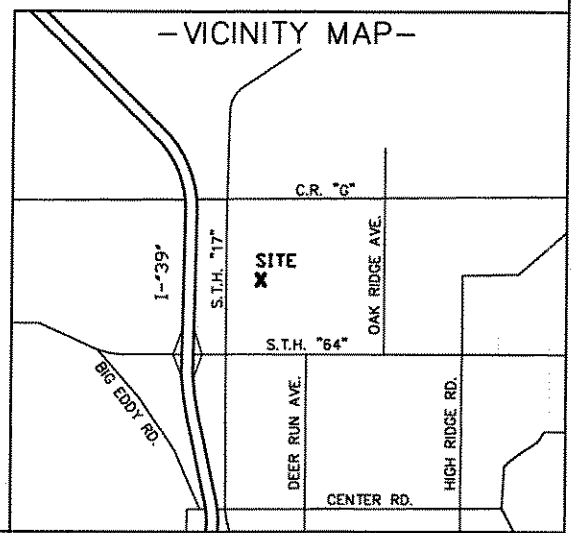 -VICINITY MAP-
C.R. "G"
I-"39"
S.T.H. "17"
SITE
X
OAK RIDGE AVE.
S.T.H. "64"
BIG EDDY RD.
DEER RUN AVE.
HIGH RIDGE RD.
CENTER RD.